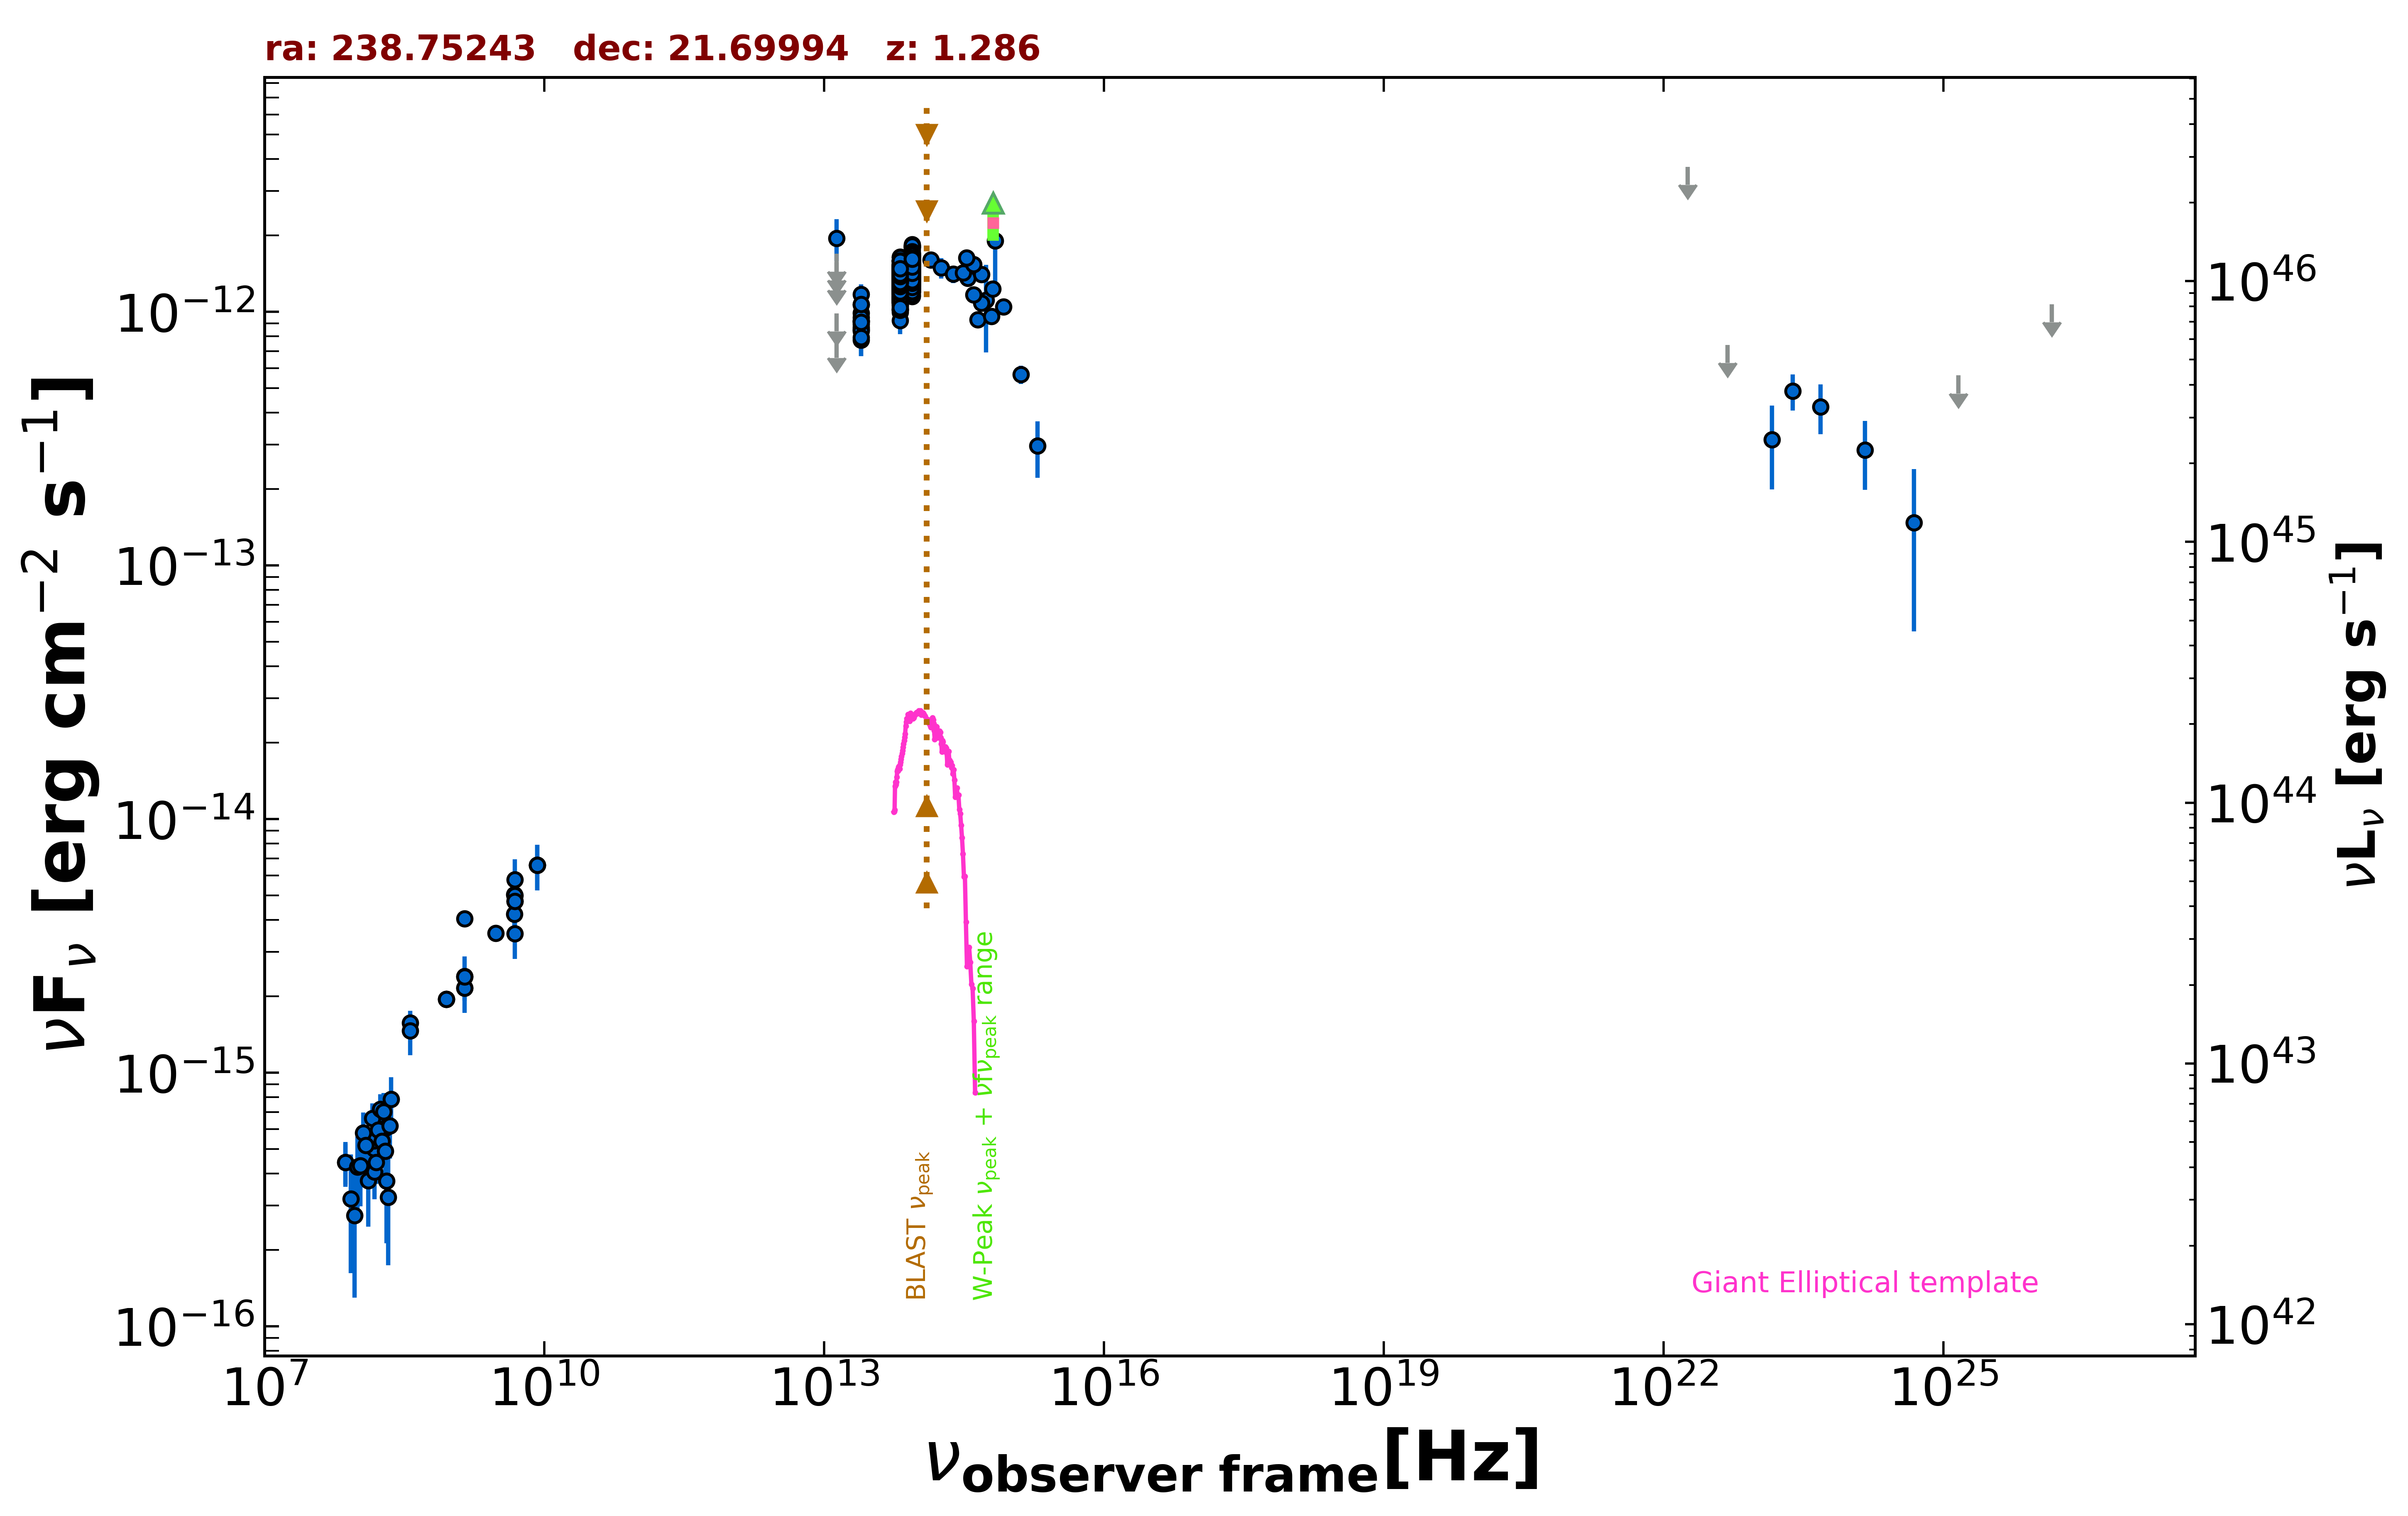 ra: 238.75243 dec: 21.69994 z: 1.286
νFν [erg cm⁻² s⁻¹]
10⁻¹²
10⁻¹³
10⁻¹⁴
10⁻¹⁵
10⁻¹⁶
10⁴⁶
10⁴⁵
10⁴⁴
10⁴³
10⁴²
νLν [erg s⁻¹]
BLAST νpeak
W-Peak νpeak + νfνpeak range
Giant Elliptical template
10⁷ 10¹⁰ 10¹³ 10¹⁶ 10¹⁹ 10²² 10²⁵
νobserver frame[Hz]